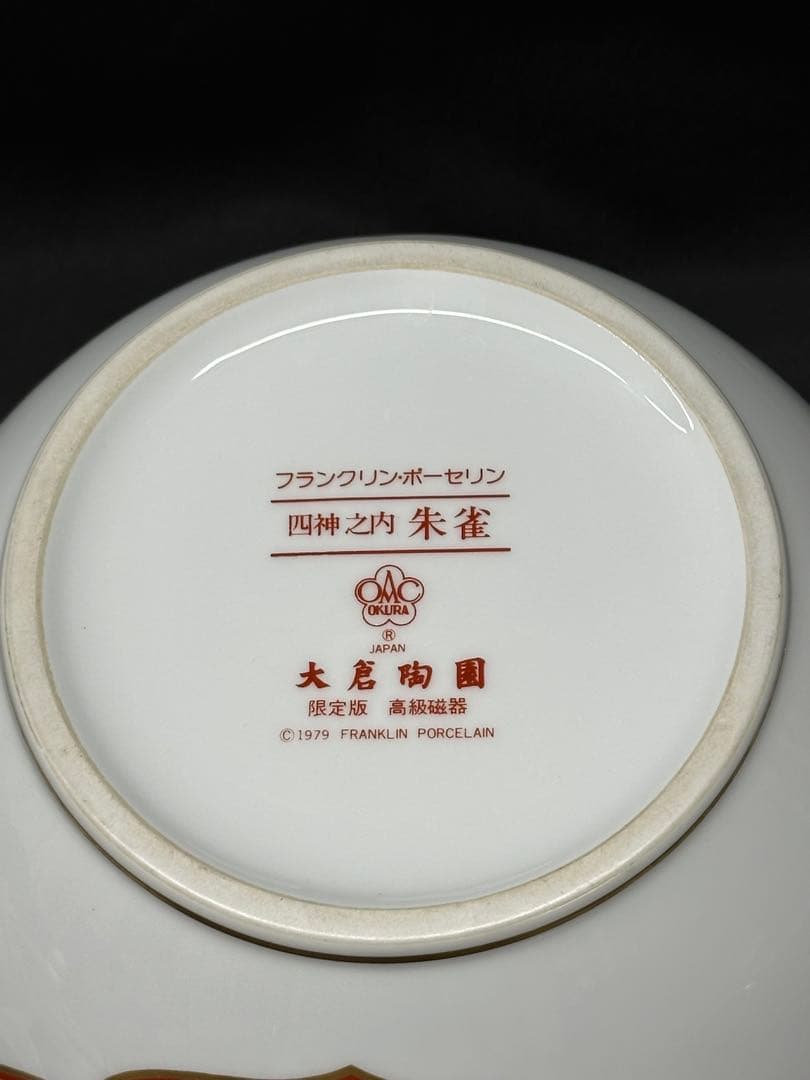 フランクリン・ポーセリン
四神之内 朱雀
OAC
OKURA
®
JAPAN
大倉陶園
限定版 高級磁器
©1979 FRANKLIN PORCELAIN